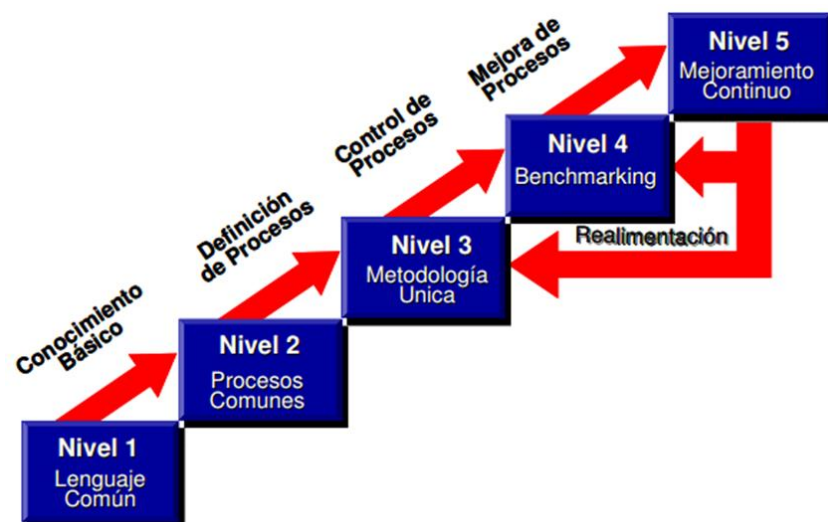 Nivel 5
Mejoramiento
Continuo
Mejora de
Procesos
Nivel 4
Benchmarking
Control de
Procesos
Realimentación
Nivel 3
Metodología
Unica
Definición
de Procesos
Nivel 2
Procesos
Comunes
Conocimiento
Básico
Nivel 1
Lenguaje
Común